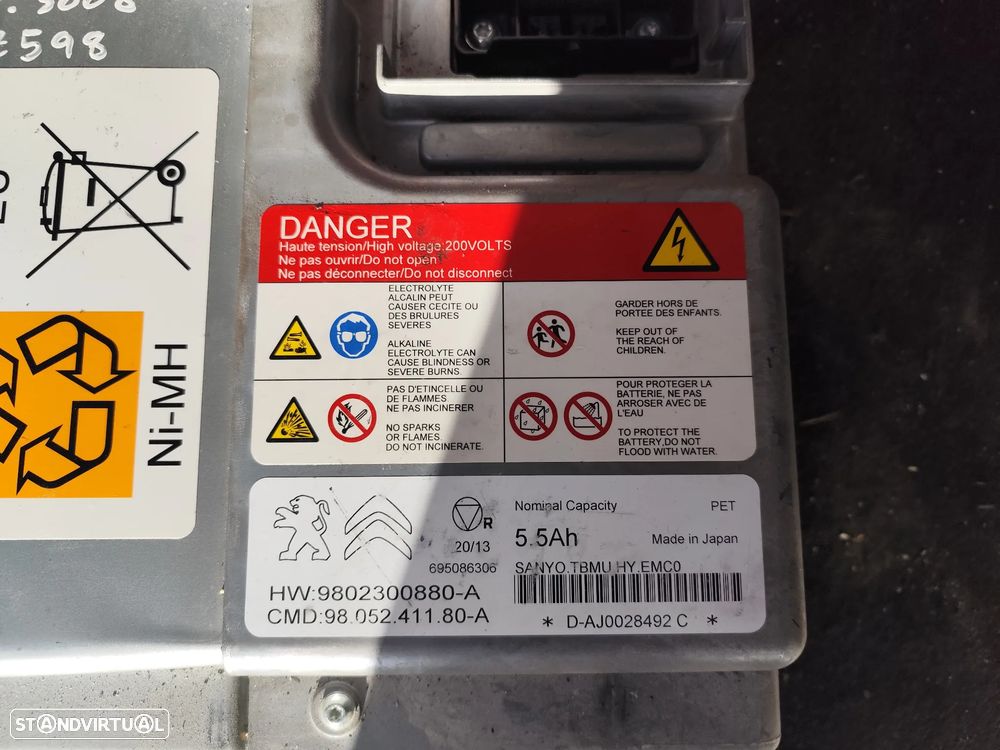 3008
598
Ni-MH
DANGER
Haute tension/High voltage:200VOLTS
Ne pas ouvrir/Do not open
Ne pas déconnecter/Do not disconnect
ELECTROLYTE
ALCALIN PEUT
CAUSER CECITE OU
DES BRULURES
SEVERES
ALKALINE
ELECTROLYTE CAN
CAUSE BLINDNESS OR
SEVERE BURNS.
GARDER HORS DE
PORTEE DES ENFANTS.
KEEP OUT OF
THE REACH OF
CHILDREN.
PAS D'ETINCELLE OU
DE FLAMMES.
NE PAS INCINERER
NO SPARKS
OR FLAMES.
DO NOT INCINERATE.
POUR PROTEGER LA
BATTERIE, NE PAS
ARROSER AVEC DE
L'EAU
TO PROTECT THE
BATTERY,DO NOT
FLOOD WITH WATER.
R
20/13
695086306
HW:9802300880-A
CMD:98.052.411.80-A
Nominal Capacity
PET
5.5Ah
Made in Japan
SANYO.TBMU.HY.EMC0
* D-AJ0028492 C *
STANDVIRTUAL